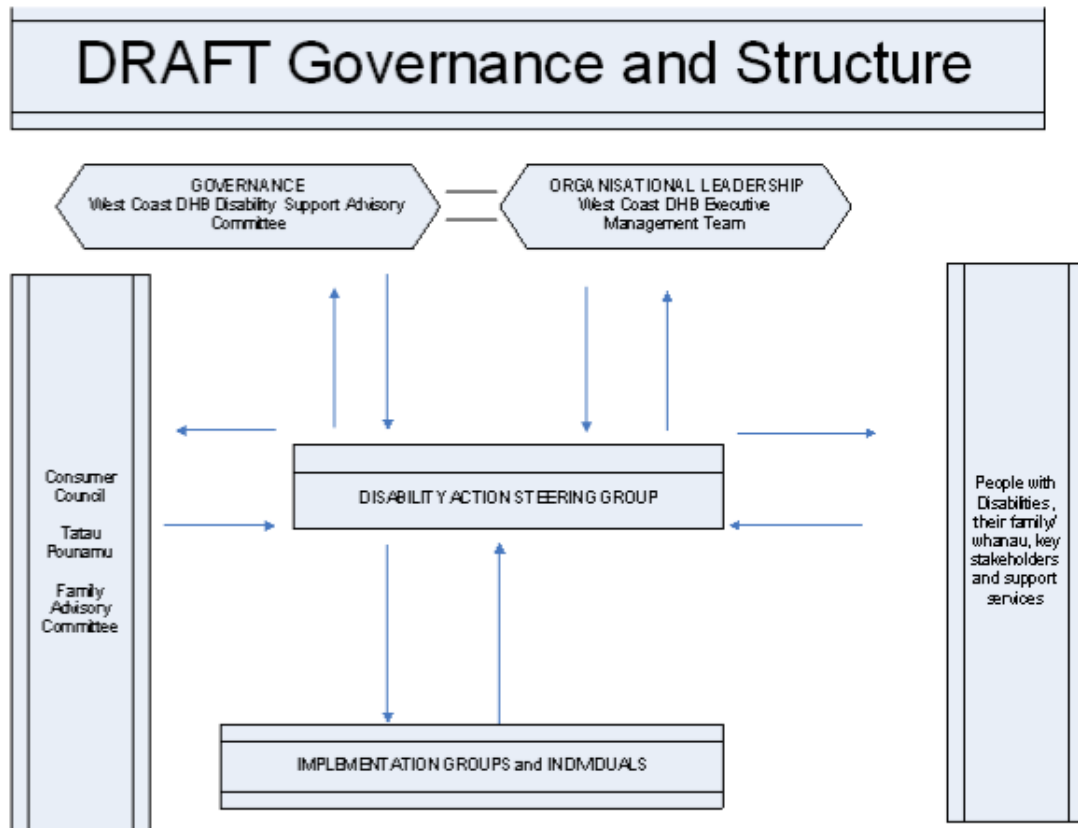 DRAFT Governance and Structure
GOVERNANCE
West Coast DHB Disability Support Advisory
Committee
ORGANISATIONAL LEADERSHIP
West Coast DHB Executive
Management Team
Consumer
Council
Tatau
Pounamu
Family
Advisory
Committee
DISABILITY ACTION STEERING GROUP
People with
Disabilities,
their family/
whanau, key
stakeholders
and support
services
IMPLEMENTATION GROUPS and INDIVIDUALS